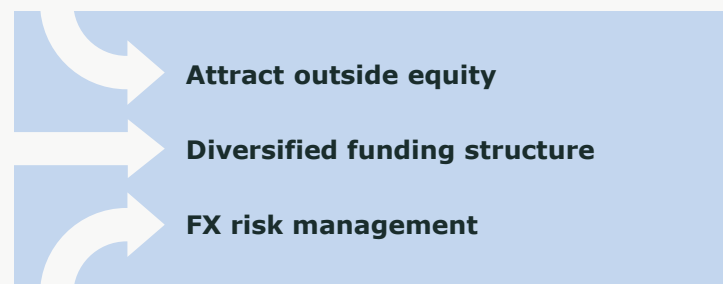 Attract outside equity
Diversified funding structure
FX risk management